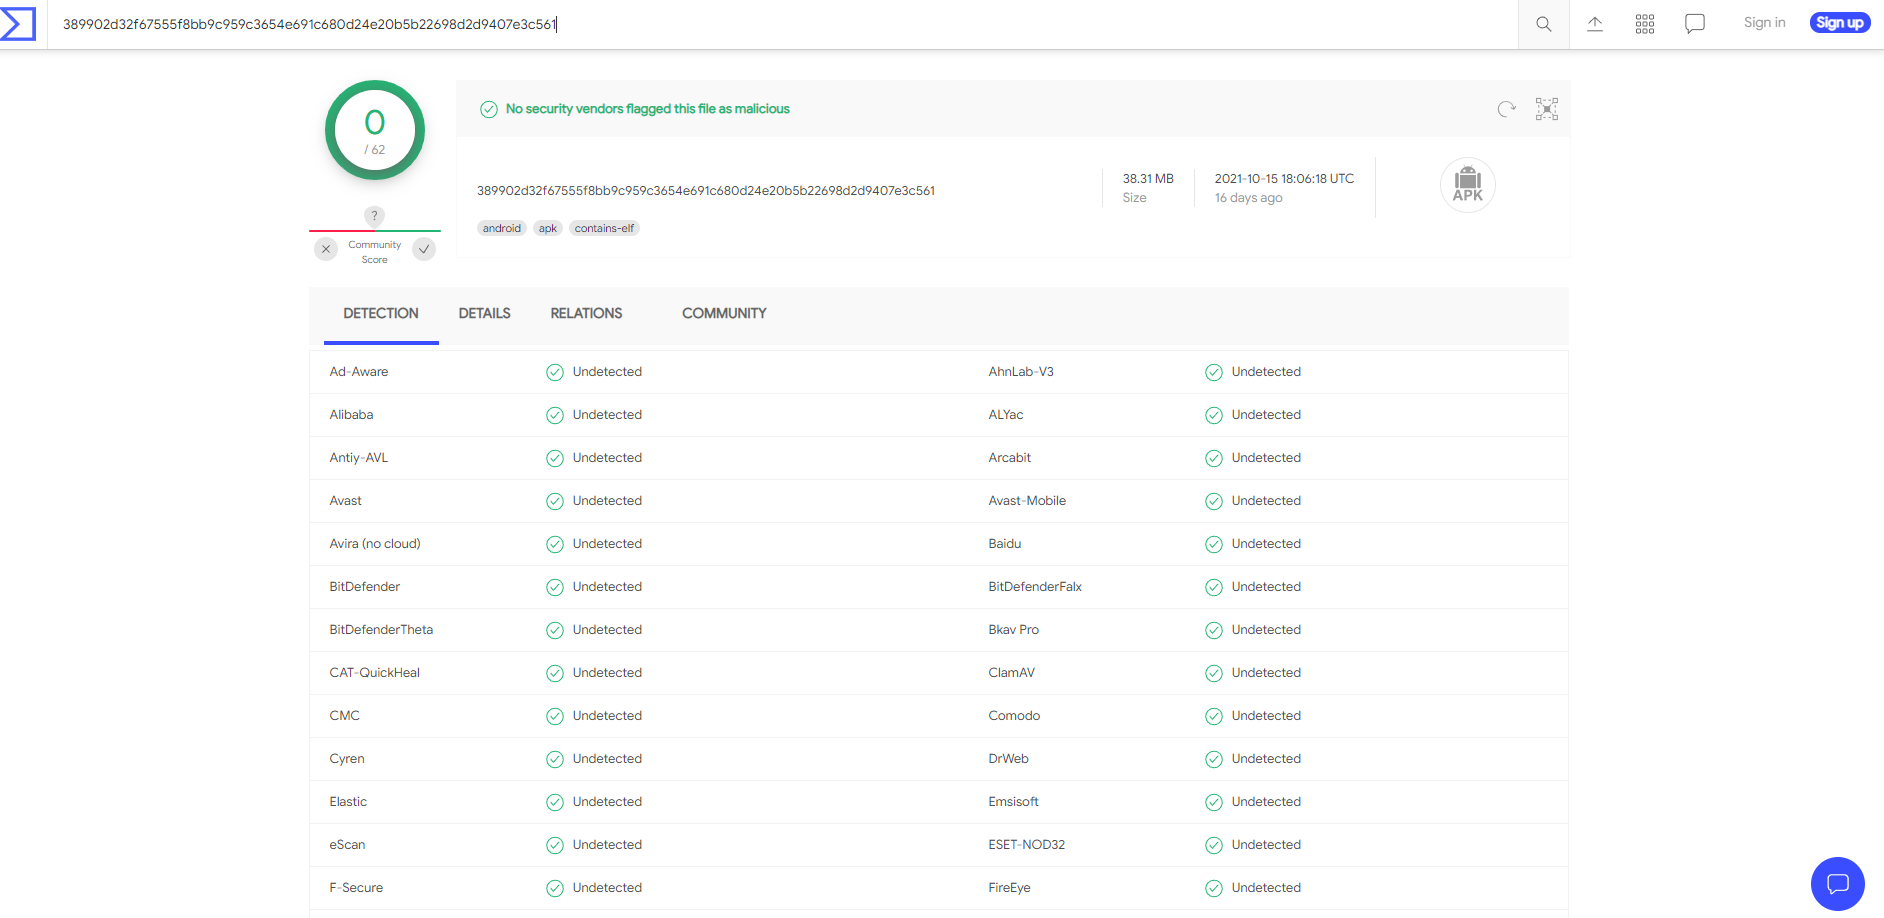 389902d32f67555f8bb9c959c3654e691c680d24e20b5b22698d2d9407e3c561
Sign in
Sign up
0
/ 62
No security vendors flagged this file as malicious
389902d32f67555f8bb9c959c3654e691c680d24e20b5b22698d2d9407e3c561
38.31 MB
Size
2021-10-15 18:06:18 UTC
16 days ago
APK
android apk contains-elf
?
Community
Score
DETECTION DETAILS RELATIONS COMMUNITY
Ad-Aware Undetected AhnLab-V3 Undetected
Alibaba Undetected ALYac Undetected
Antiy-AVL Undetected Arcabit Undetected
Avast Undetected Avast-Mobile Undetected
Avira (no cloud) Undetected Baidu Undetected
BitDefender Undetected BitDefenderFalx Undetected
BitDefenderTheta Undetected Bkav Pro Undetected
CAT-QuickHeal Undetected ClamAV Undetected
CMC Undetected Comodo Undetected
Cyren Undetected DrWeb Undetected
Elastic Undetected Emsisoft Undetected
eScan Undetected ESET-NOD32 Undetected
F-Secure Undetected FireEye Undetected